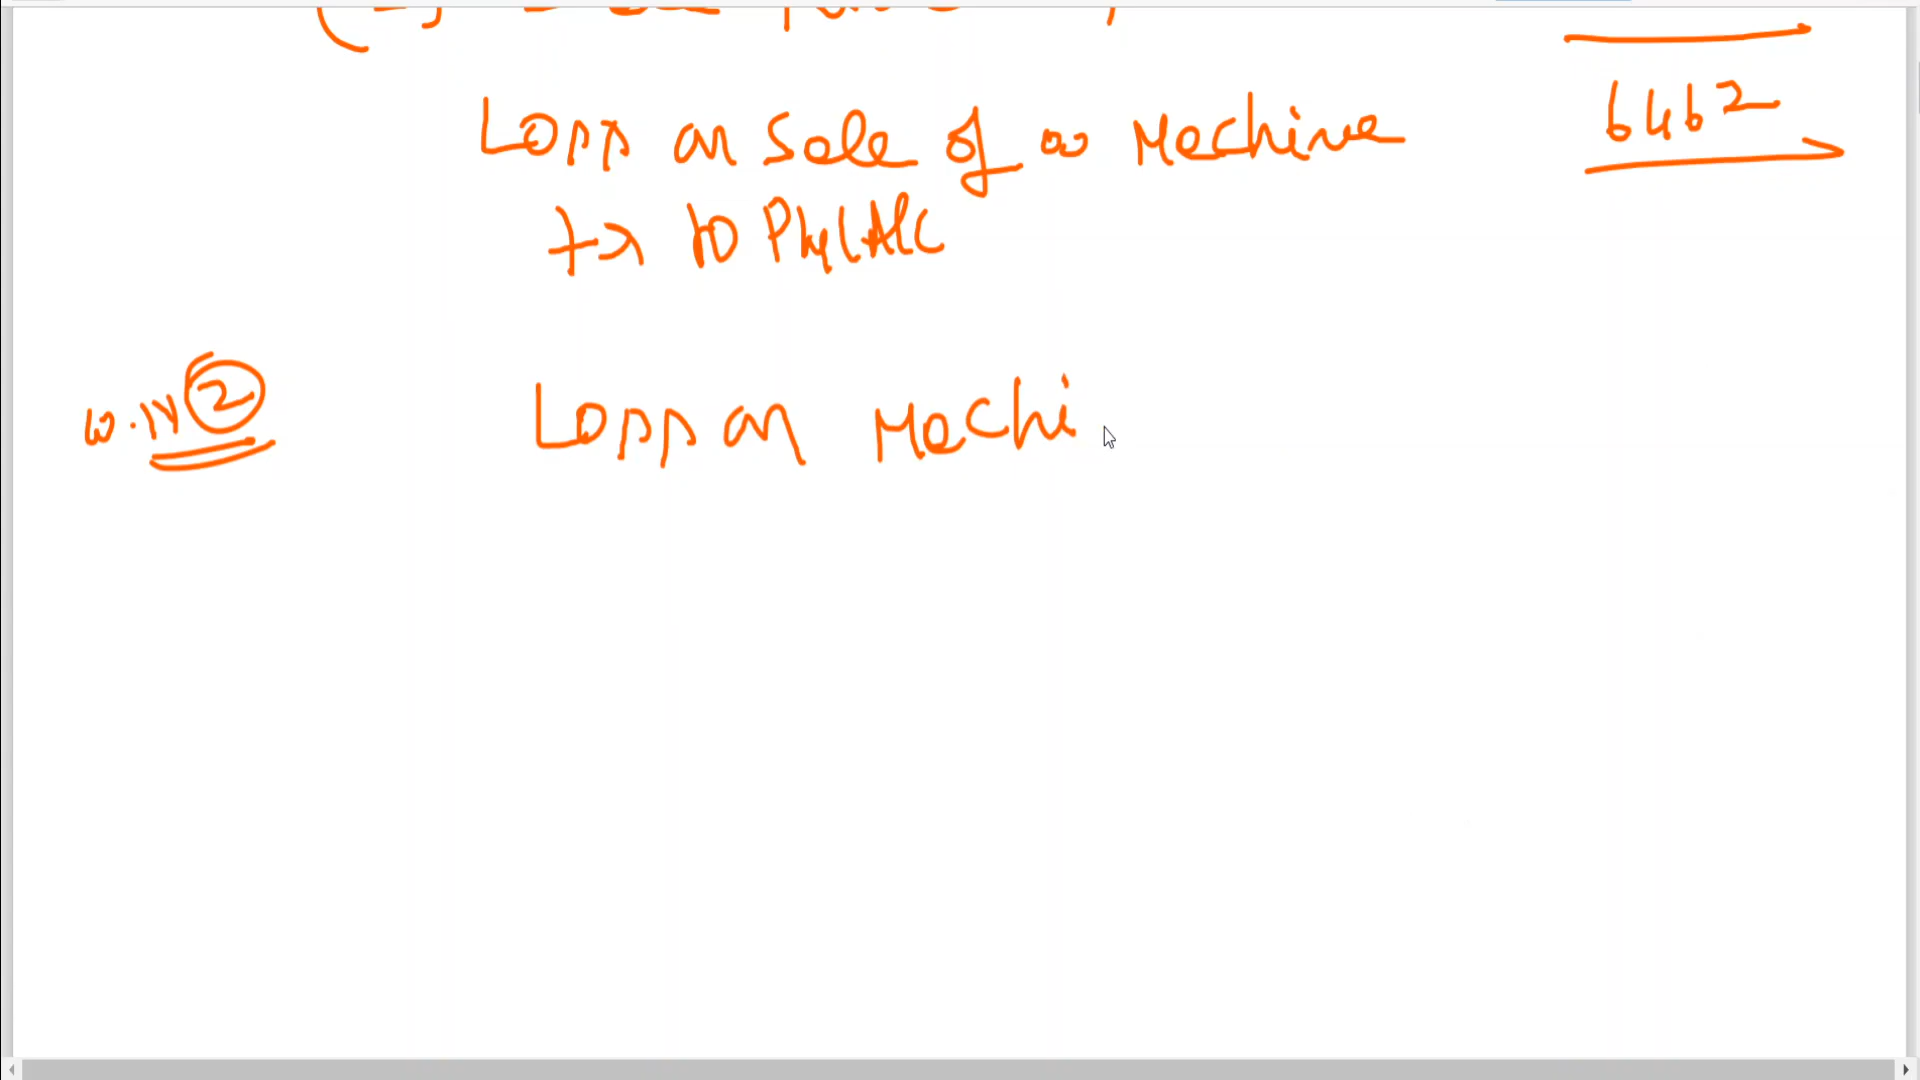 Loss on Sale of Machine 6462
to P&L A/c
W.N 2 Loss on Machi